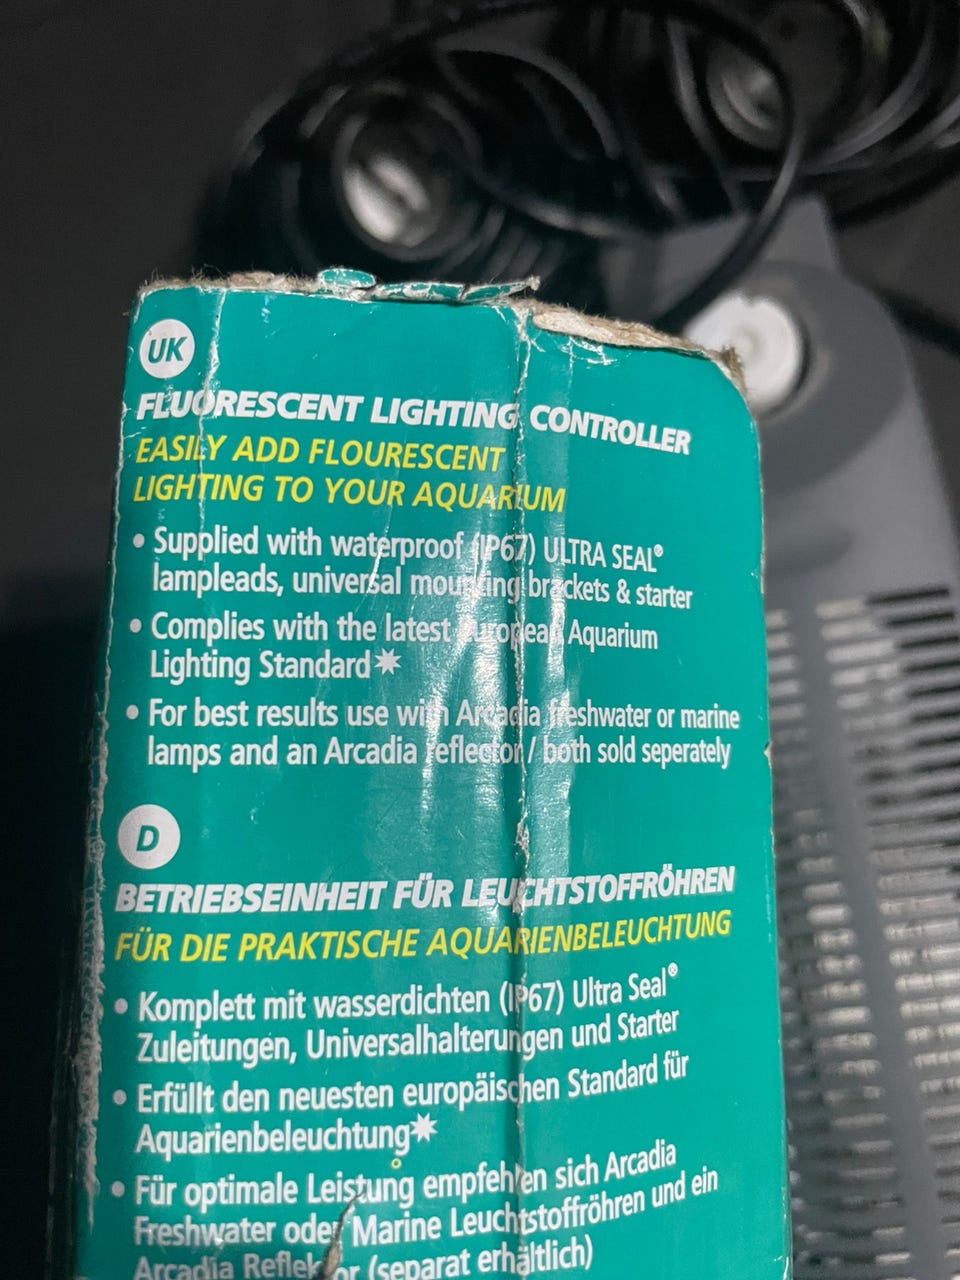 UK
FLUORESCENT LIGHTING CONTROLLER
EASILY ADD FLOURESCENT
LIGHTING TO YOUR AQUARIUM
• Supplied with waterproof (IP67) ULTRA SEAL®
lampleads, universal mounting brackets & starter
• Complies with the latest European Aquarium
Lighting Standard✷
• For best results use with Arcadia freshwater or marine
lamps and an Arcadia reflector / both sold seperately
D
BETRIEBSEINHEIT FÜR LEUCHTSTOFFRÖHREN
FÜR DIE PRAKTISCHE AQUARIENBELEUCHTUNG
• Komplett mit wasserdichten (IP67) Ultra Seal®
Zuleitungen, Universalhalterungen und Starter
• Erfüllt den neuesten europäischen Standard für
Aquarienbeleuchtung✷
• Für optimale Leistung empfehlen sich Arcadia
Freshwater oder Marine Leuchtstoffröhren und ein
Arcadia Reflektor (separat erhältlich)